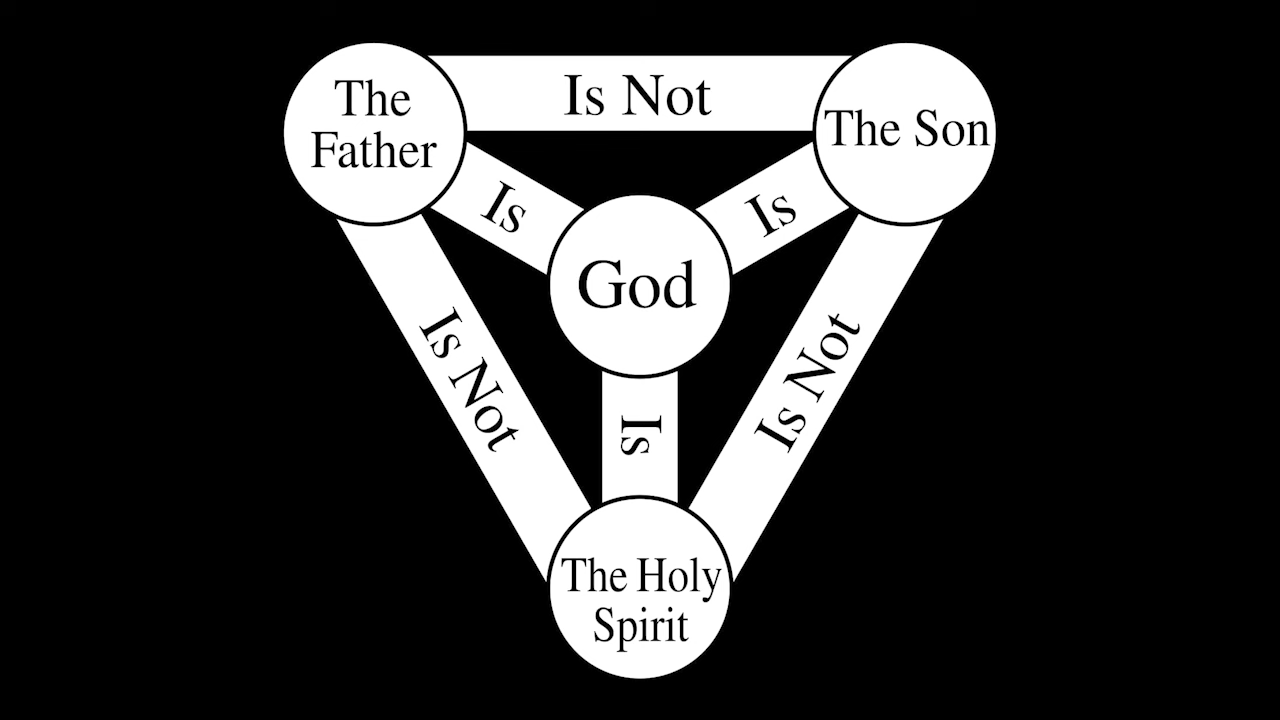 The
Father
Is Not
The Son
Is
Is
God
Is Not
Is
Is Not
The Holy
Spirit